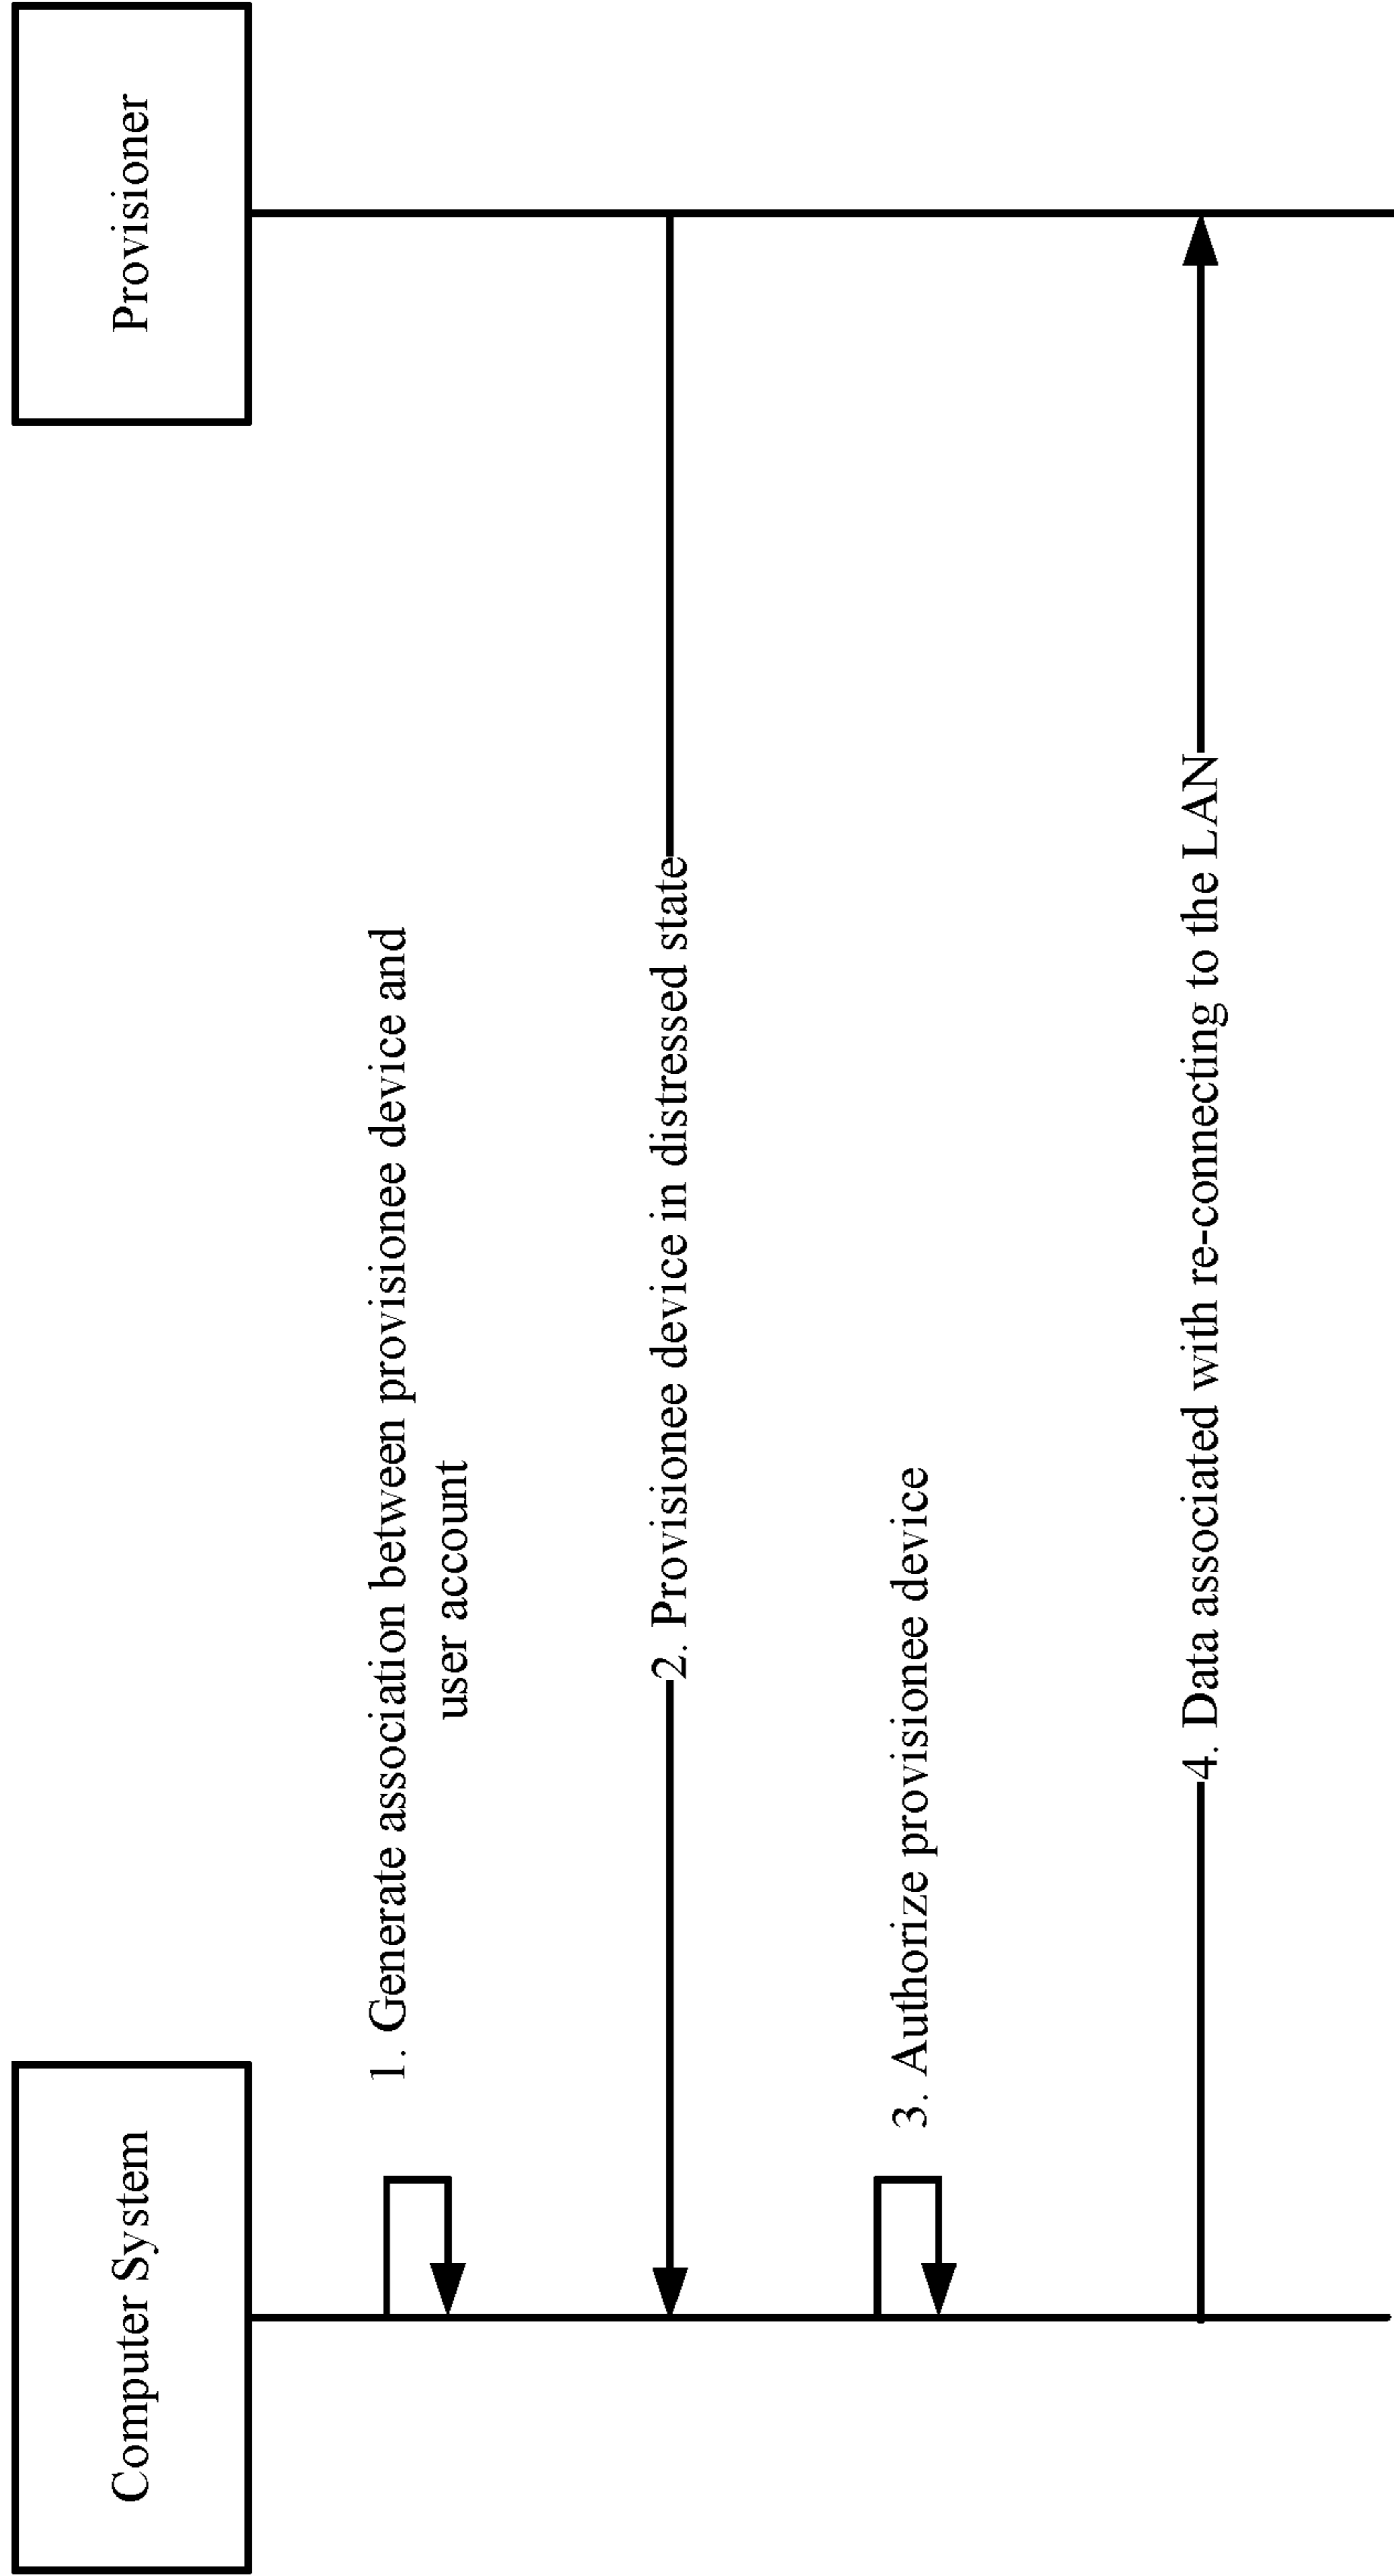 Computer System
Provisioner
1. Generate association between provisionee device and
user account
2. Provisionee device in distressed state
3. Authorize provisionee device
4. Data associated with re-connecting to the LAN